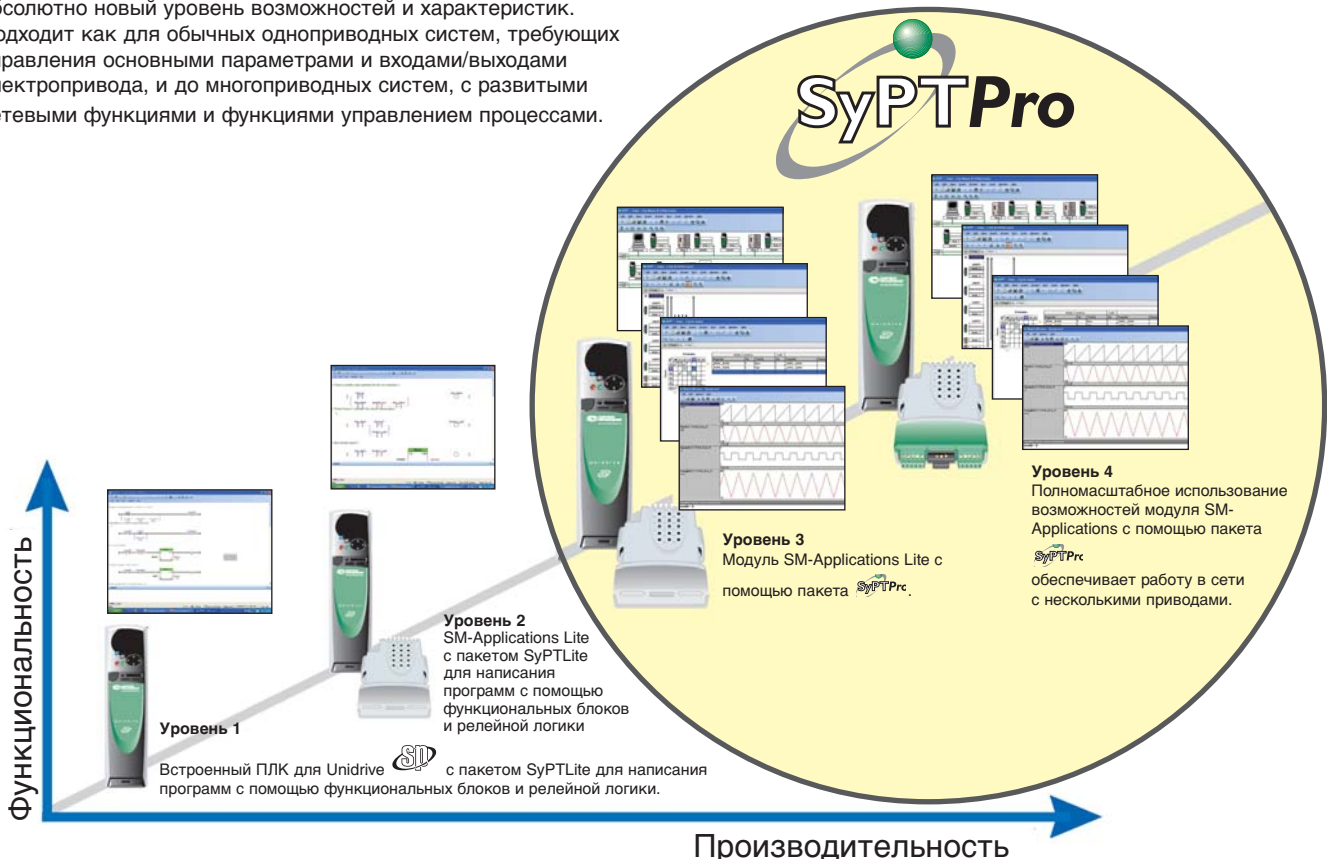 бсолютно новый уровень возможностей и характеристик.
одходит как для обычных одноприводных систем, требующих
правления основными параметрами и входами/выходами
лектропривода, и до многоприводных систем, с развитыми
етевыми функциями и функциями управлением процессами.
SyPTPro
Функциональность
Уровень 1
Встроенный ПЛК для Unidrive SP с пакетом SyPTLite для написания
программ с помощью функциональных блоков и релейной логики.
Уровень 2
SM-Applications Lite
с пакетом SyPTLite
для написания
программ с помощью
функциональных блоков
и релейной логики
Уровень 3
Модуль SM-Applications Lite с
помощью пакета SyPTPro.
Уровень 4
Полномасштабное использование
возможностей модуля SM-
Applications с помощью пакета
SyPTPro
обеспечивает работу в сети
с несколькими приводами.
Производительность